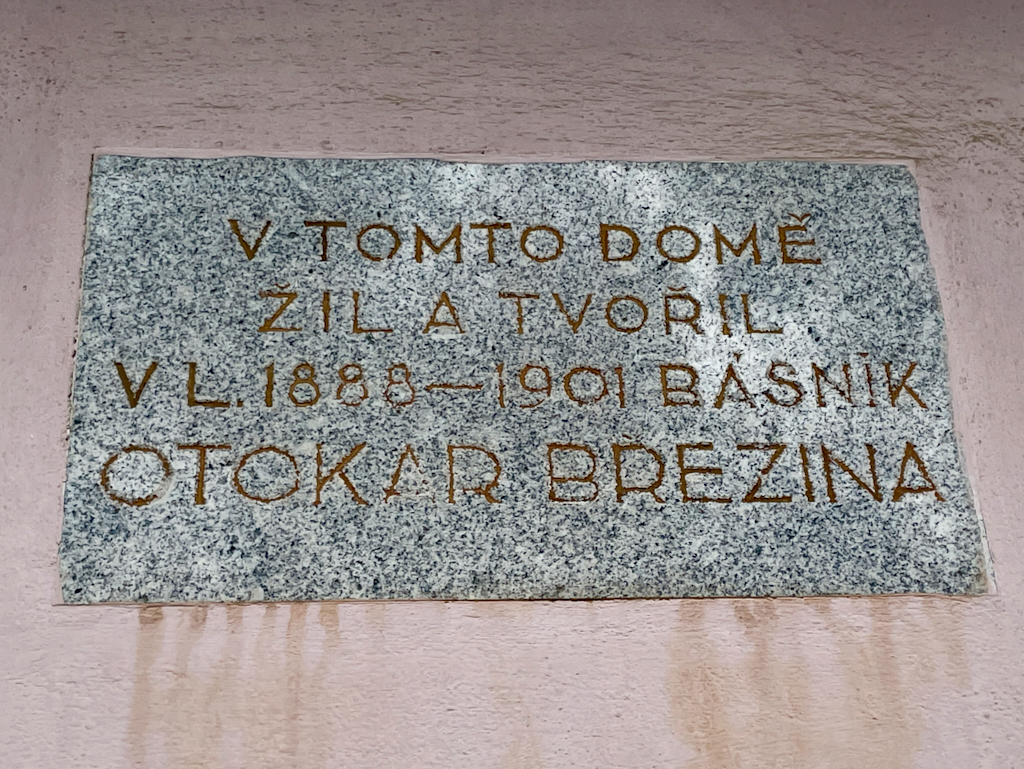 V TOMTO DOMĚ
ŽIL A TVOŘIL
V L. 1888—1901 BÁSNÍK
OTOKAR BŘEZINA